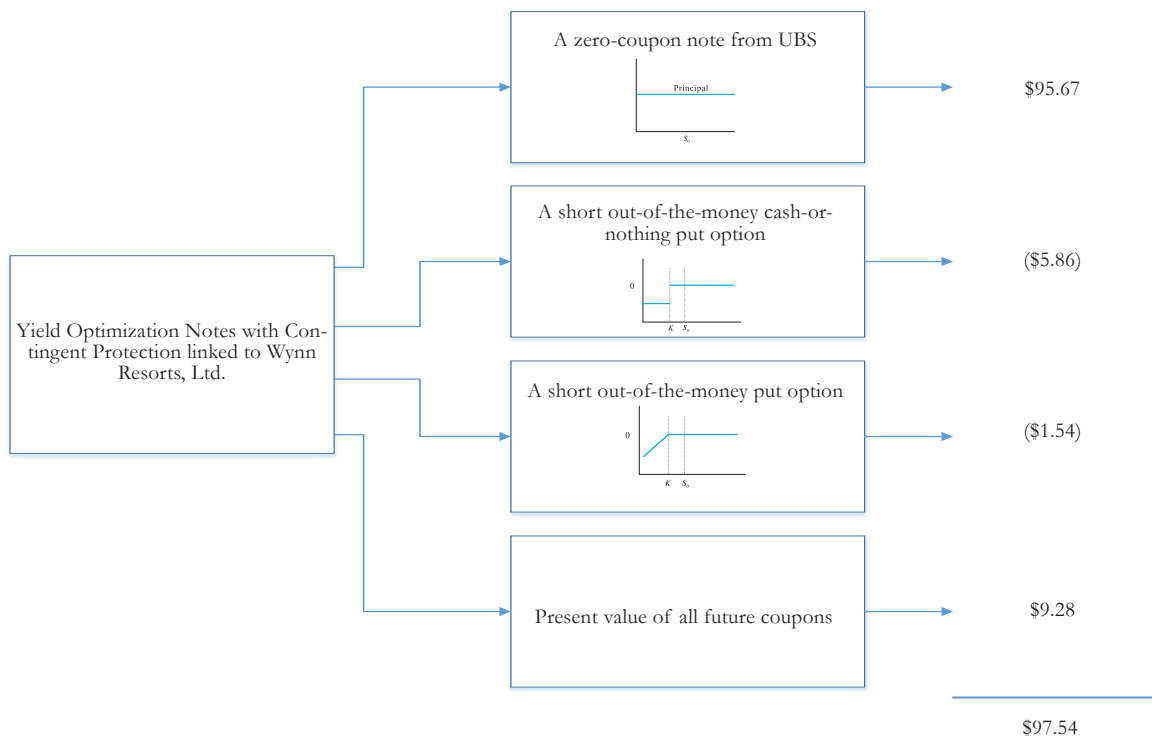 A zero-coupon note from UBS
Principal
S0
$95.67
A short out-of-the-money cash-or-
nothing put option
0
K S0
($5.86)
Yield Optimization Notes with Con-
tingent Protection linked to Wynn
Resorts, Ltd.
A short out-of-the-money put option
0
K S0
($1.54)
Present value of all future coupons
$9.28
$97.54